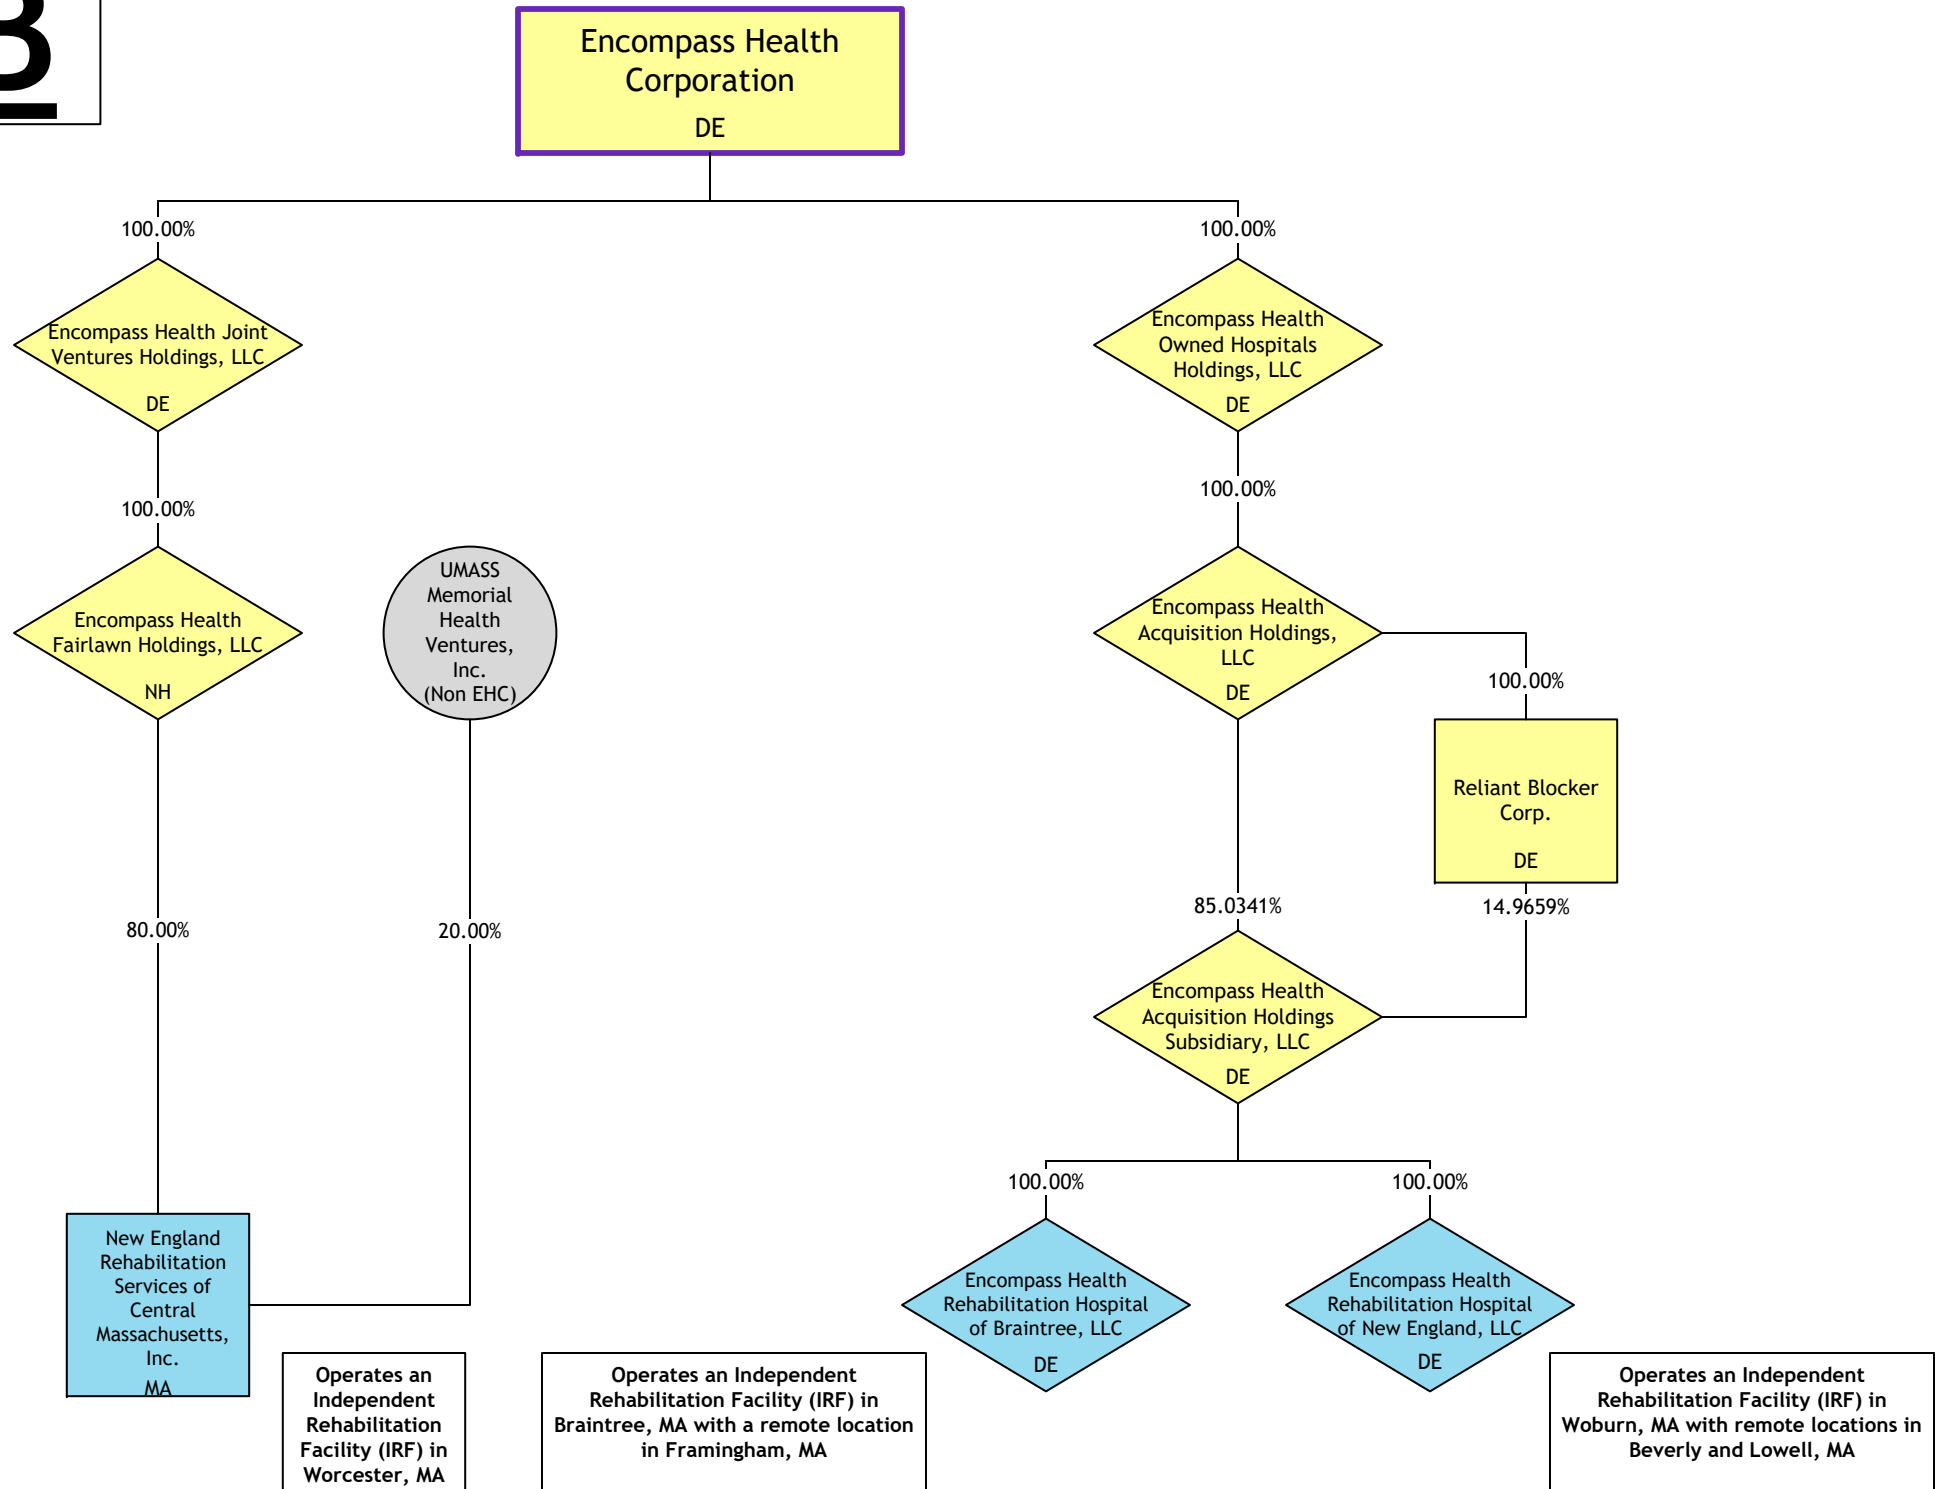 Encompass Health
Corporation
DE
100.00%
100.00%
Encompass Health Joint
Ventures Holdings, LLC
DE
Encompass Health
Owned Hospitals
Holdings, LLC
DE
100.00%
100.00%
Encompass Health
Fairlawn Holdings, LLC
NH
UMASS
Memorial
Health
Ventures,
Inc.
(Non EHC)
Encompass Health
Acquisition Holdings,
LLC
DE
100.00%
Reliant Blocker
Corp.
DE
80.00%
20.00%
85.0341%
14.9659%
Encompass Health
Acquisition Holdings
Subsidiary, LLC
DE
100.00%
100.00%
New England
Rehabilitation
Services of
Central
Massachusetts,
Inc.
MA
Encompass Health
Rehabilitation Hospital
of Braintree, LLC
DE
Encompass Health
Rehabilitation Hospital
of New England, LLC
DE
Operates an
Independent
Rehabilitation
Facility (IRF) in
Worcester, MA
Operates an Independent
Rehabilitation Facility (IRF) in
Braintree, MA with a remote location
in Framingham, MA
Operates an Independent
Rehabilitation Facility (IRF) in
Woburn, MA with remote locations in
Beverly and Lowell, MA